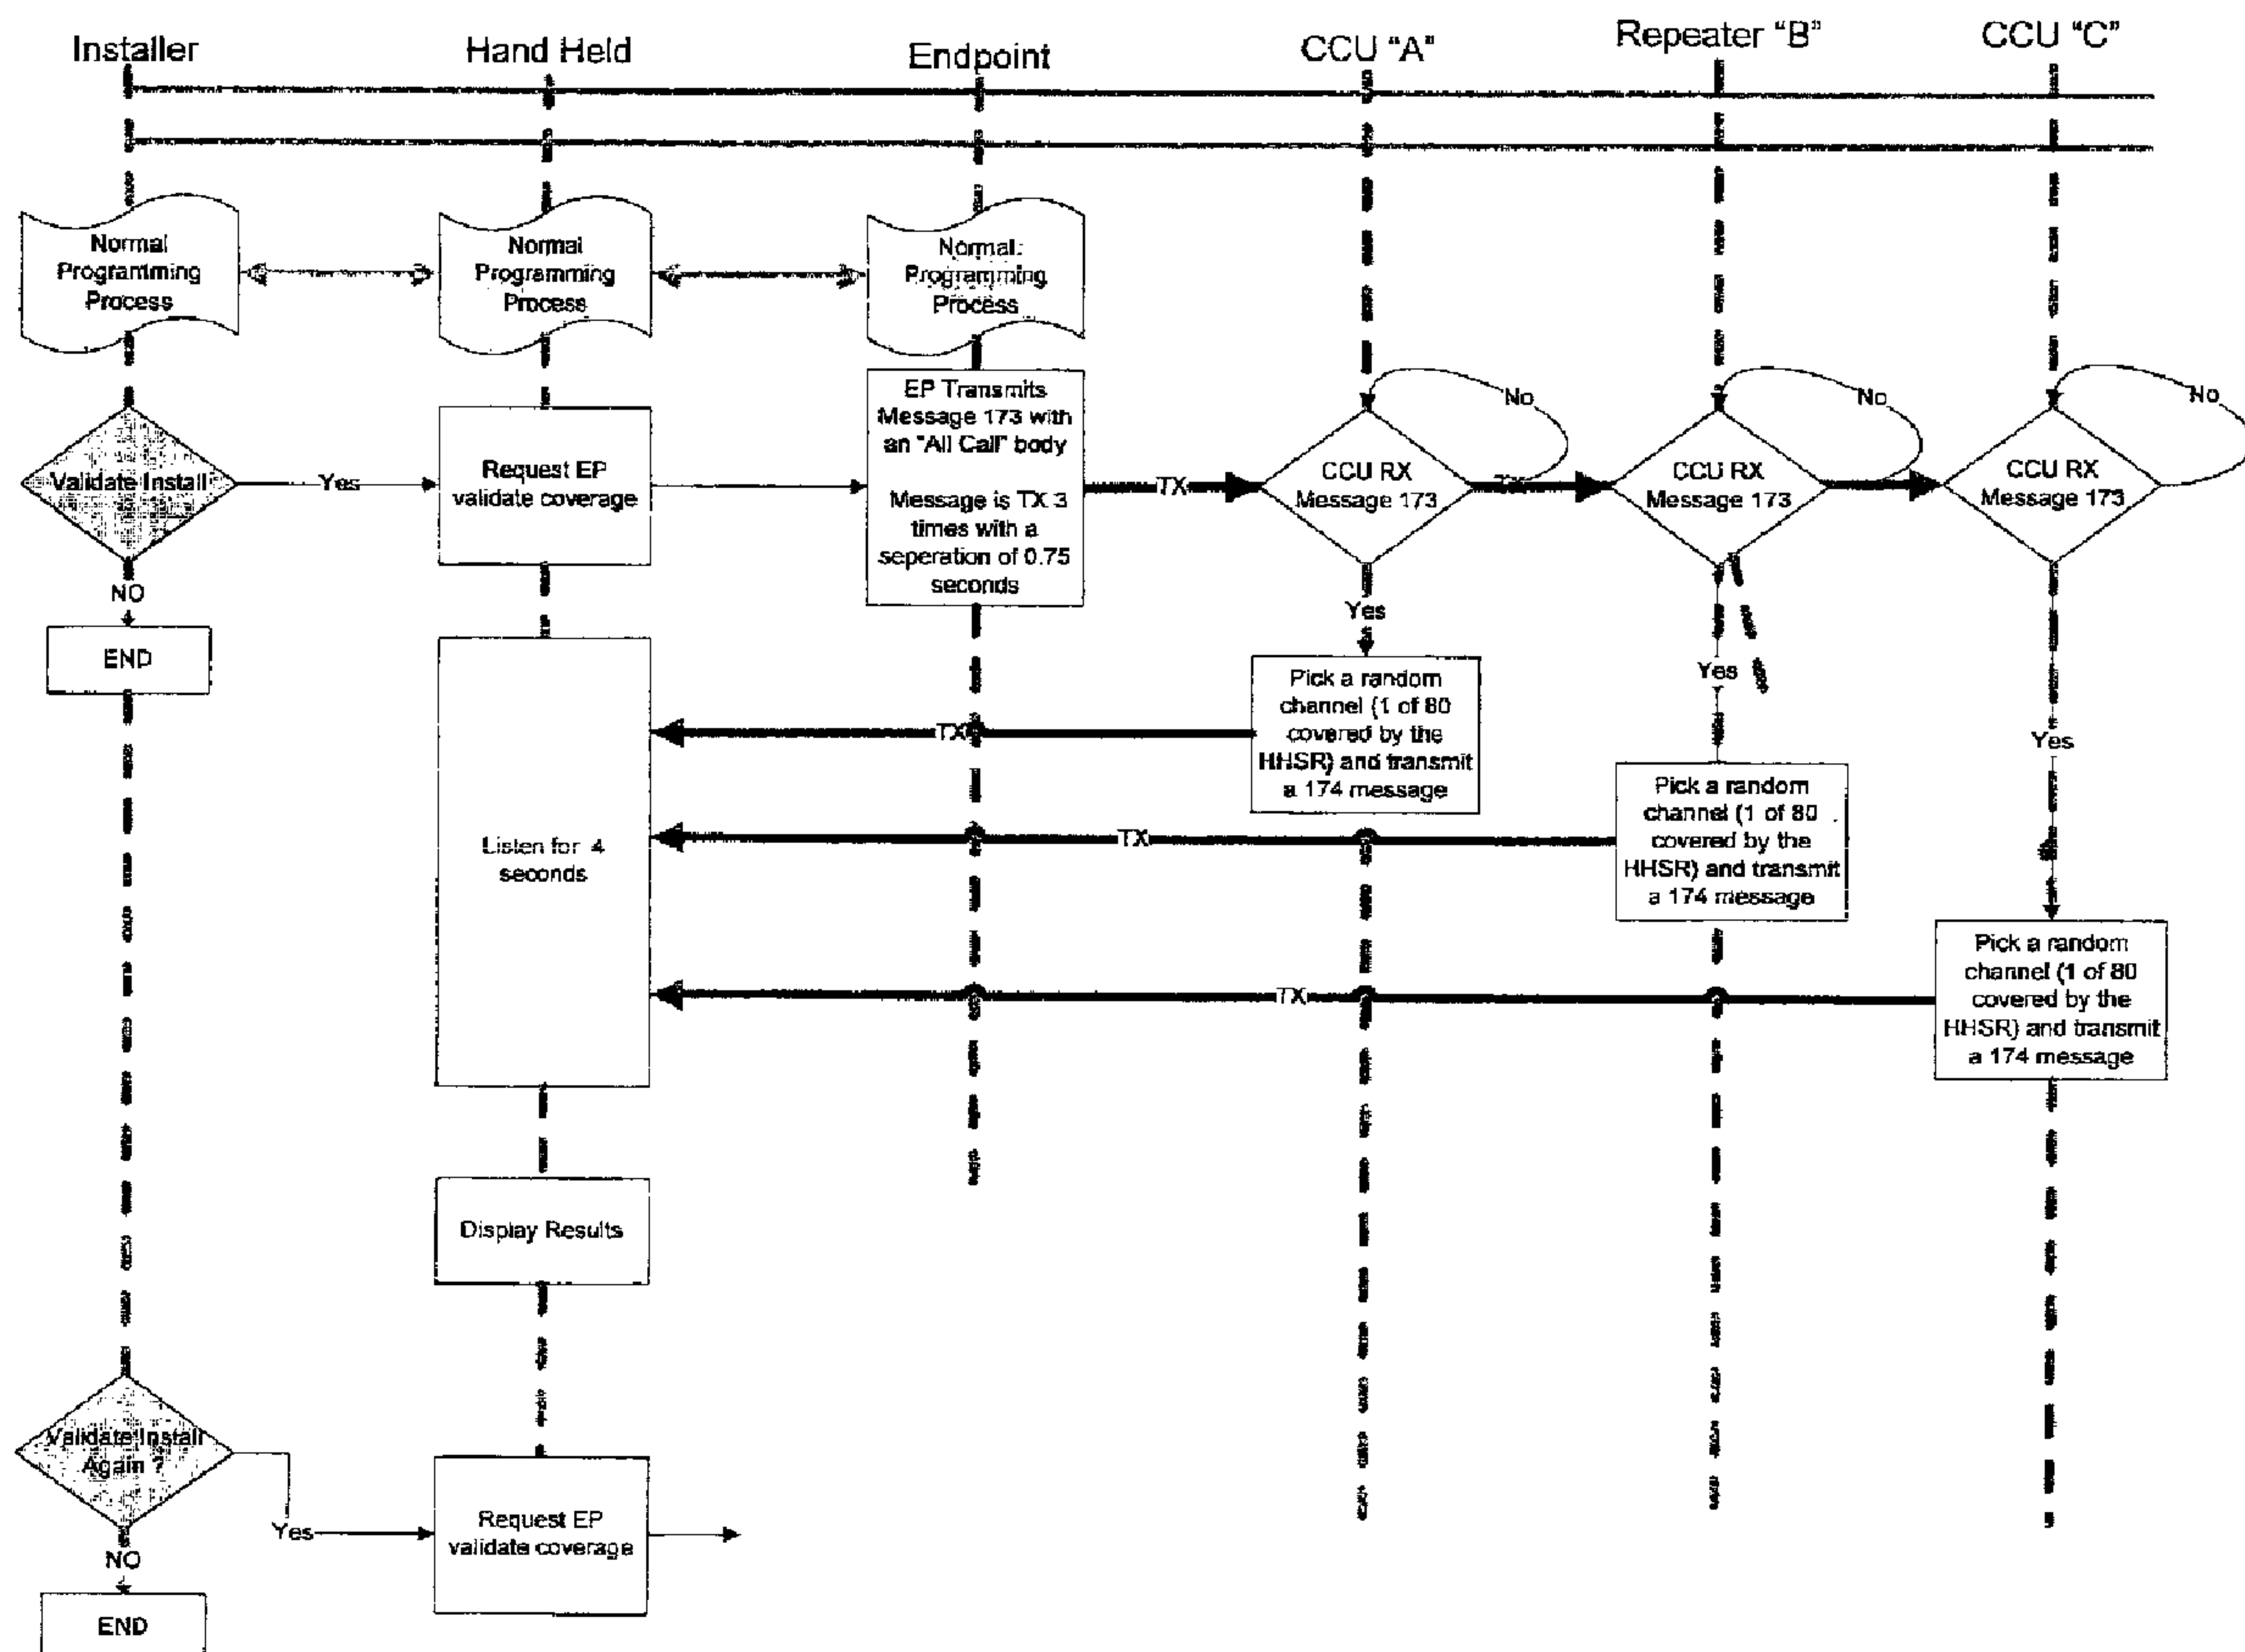 Installer
Hand Held
Endpoint
CCU "A"
Repeater "B"
CCU "C"
Normal
Programming
Process
Normal
Programming
Process
Normal
Programming
Process
Validate Install
Yes
NO
END
Request EP
validate coverage
EP Transmits
Message 173 with
an "All Call" body
Message is TX 3
times with a
seperation of 0.75
seconds
TX
CCU RX
Message 173
No
TX
CCU RX
Message 173
No
CCU RX
Message 173
No
Yes
Yes
Yes
Pick a random
channel (1 of 80
covered by the
HHSR) and transmit
a 174 message
Pick a random
channel (1 of 80
covered by the
HHSR) and transmit
a 174 message
Pick a random
channel (1 of 80
covered by the
HHSR) and transmit
a 174 message
TX
TX
TX
Listen for 4
seconds
Display Results
Validate Install
Again ?
Yes
NO
END
Request EP
validate coverage